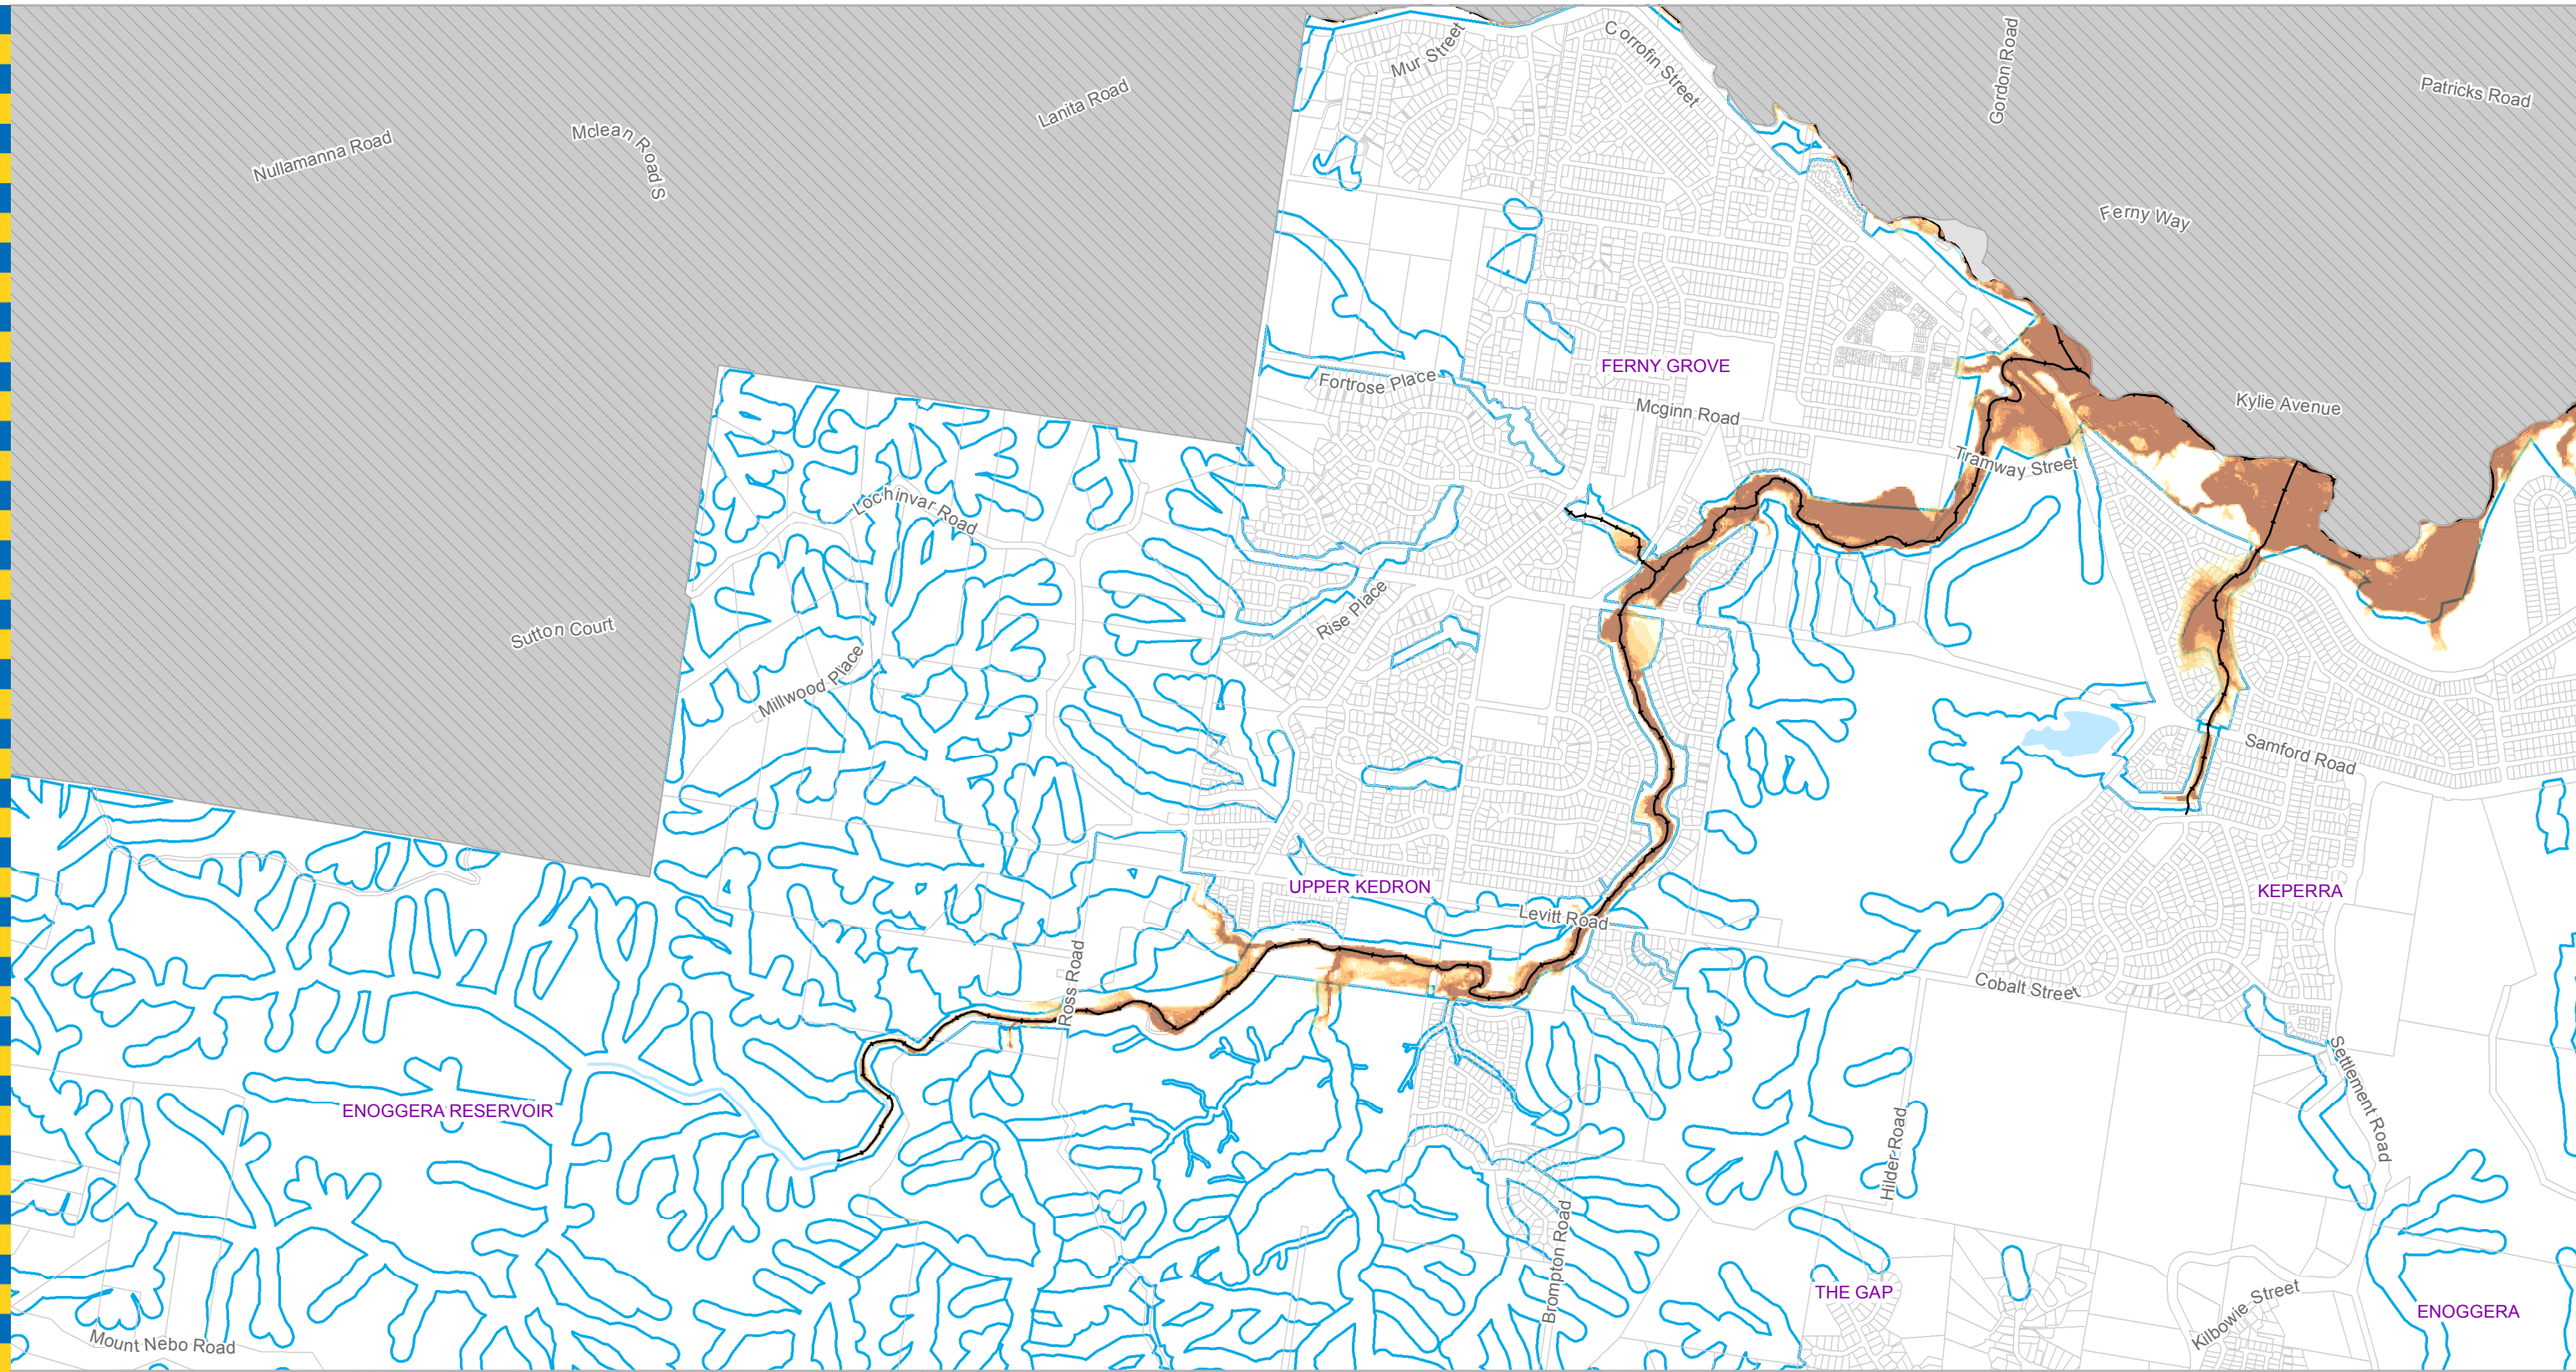 Mur Street
Corrofin Street
Gordon Road
Patricks Road
Lanita Road
Nullamanna Road
Mclean Road S
Ferny Way
FERNY GROVE
Fortrose Place
Mcginn Road
Kylie Avenue
Tramway Street
Lochinvar Road
Rise Place
Sutton Court
Millwood Place
Samford Road
UPPER KEDRON
KEPERRA
Levitt Road
Ross Road
Cobalt Street
Settlement Road
ENOGGERA RESERVOIR
Hilder Road
Brompton Road
THE GAP
Kilbowie Street
ENOGGERA
Mount Nebo Road